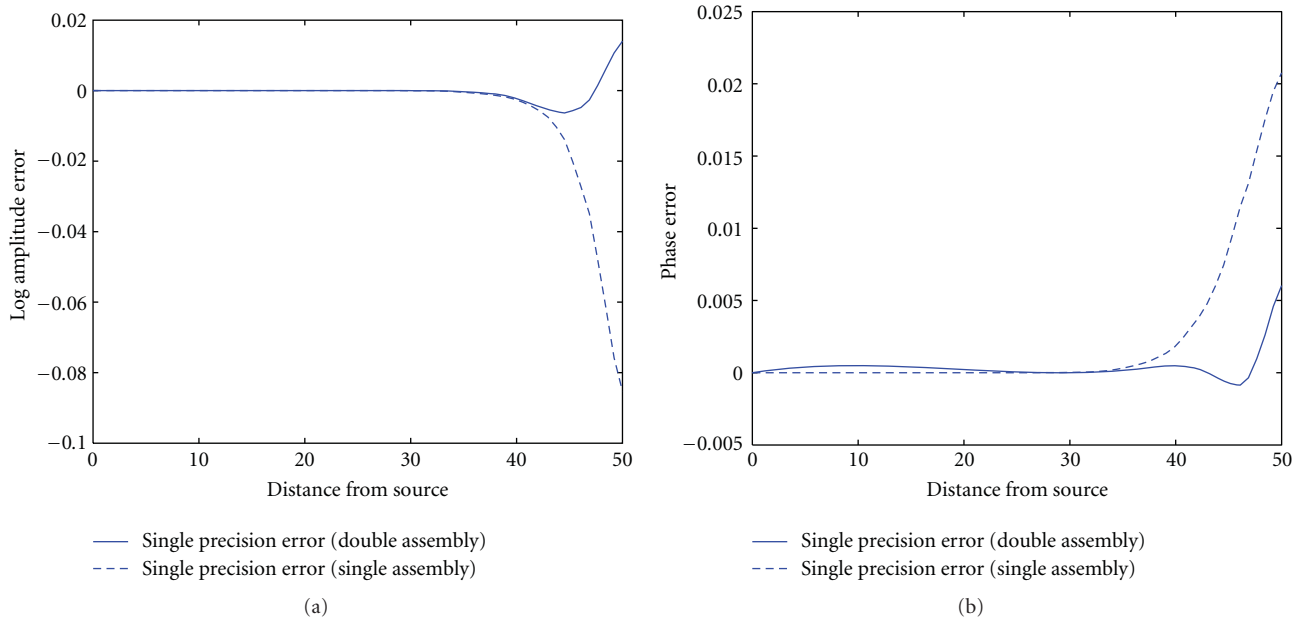 0.02
0
−0.02
−0.04
−0.06
−0.08
−0.1
Log amplitude error
0 10 20 30 40 50
Distance from source
Single precision error (double assembly)
Single precision error (single assembly)
(a)
0.025
0.02
0.015
0.01
0.005
0
−0.005
Phase error
0 10 20 30 40 50
Distance from source
Single precision error (double assembly)
Single precision error (single assembly)
(b)